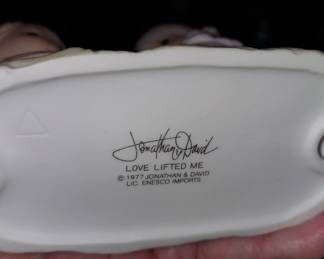 Jonathan & David
LOVE LIFTED ME
© 1977 JONATHAN & DAVID
LIC. ENESCO IMPORTS